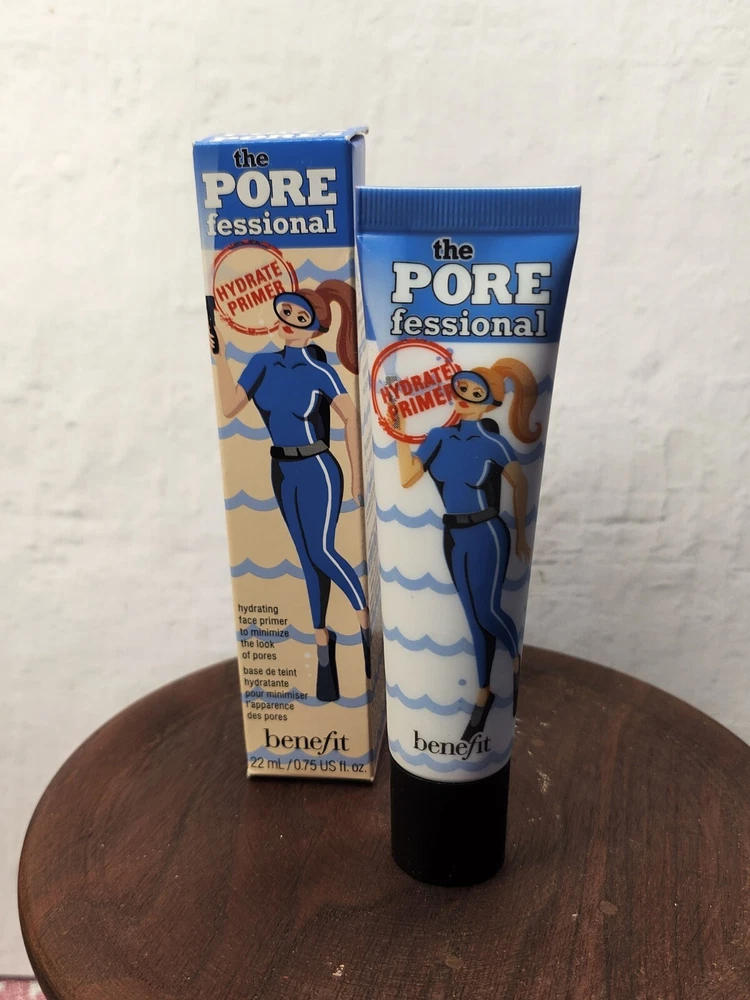 the
PORE
fessional
HYDRATE
PRIMER
hydrating
face primer
to minimize
the look
of pores
base de teint
hydratante
pour minimiser
l'apparence
des pores
benefit
22 mL / 0.75 US fl. oz.
the
PORE
fessional
HYDRATE
PRIMER
benefit